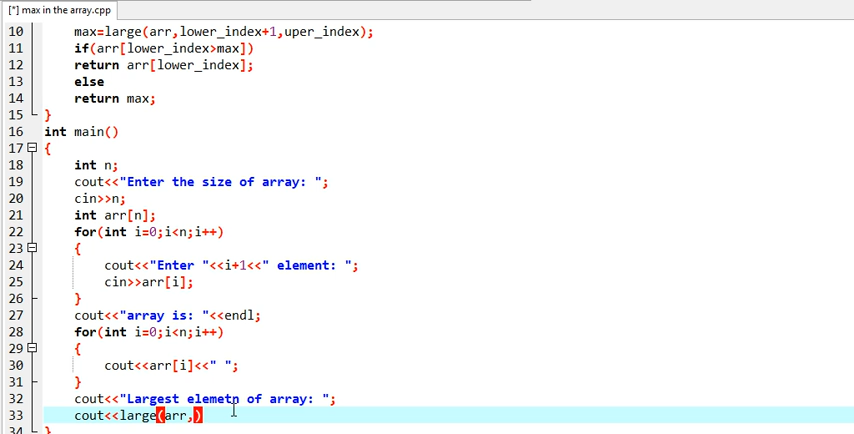 [*] max in the array.cpp
10 max=large(arr,lower_index+1,uper_index);
11 if(arr[lower_index>max])
12 return arr[lower_index];
13 else
14 return max;
15 }
16 int main()
17 {
18 int n;
19 cout<<"Enter the size of array: ";
20 cin>>n;
21 int arr[n];
22 for(int i=0;i<n;i++)
23 {
24 cout<<"Enter "<<i+1<<" element: ";
25 cin>>arr[i];
26 }
27 cout<<"array is: "<<endl;
28 for(int i=0;i<n;i++)
29 {
30 cout<<arr[i]<<" ";
31 }
32 cout<<"Largest elemetn of array: ";
33 cout<<large(arr,)
34 }